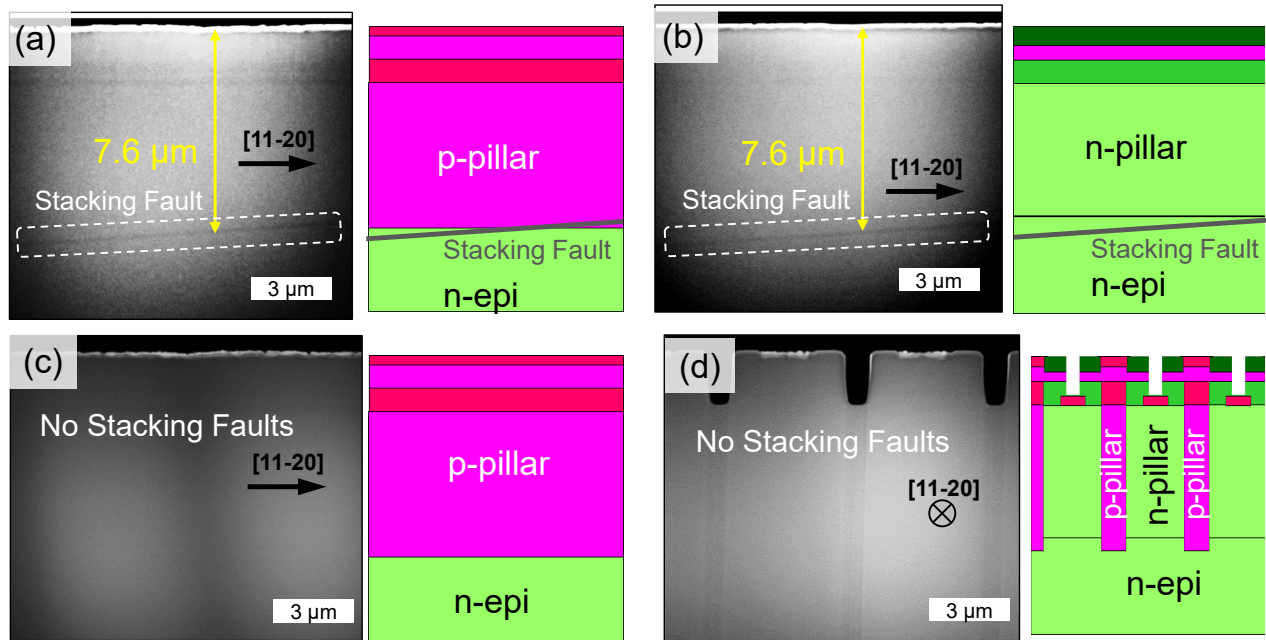 (a)
7.6 µm
[11-20]
Stacking Fault
3 µm
p-pillar
Stacking Fault
n-epi
(b)
7.6 µm
[11-20]
Stacking Fault
3 µm
n-pillar
Stacking Fault
n-epi
(c)
No Stacking Faults
[11-20]
3 µm
p-pillar
n-epi
(d)
No Stacking Faults
[11-20]
3 µm
p-pillar
n-pillar
p-pillar
n-epi